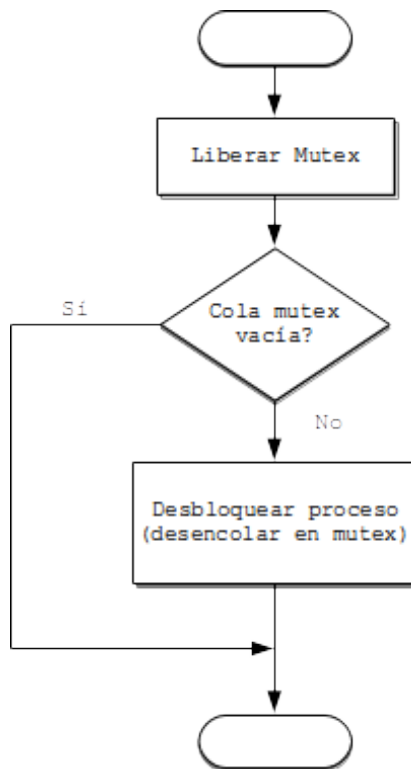 Liberar Mutex
Cola mutex
vacía?
Sí
No
Desbloquear proceso
(desencolar en mutex)